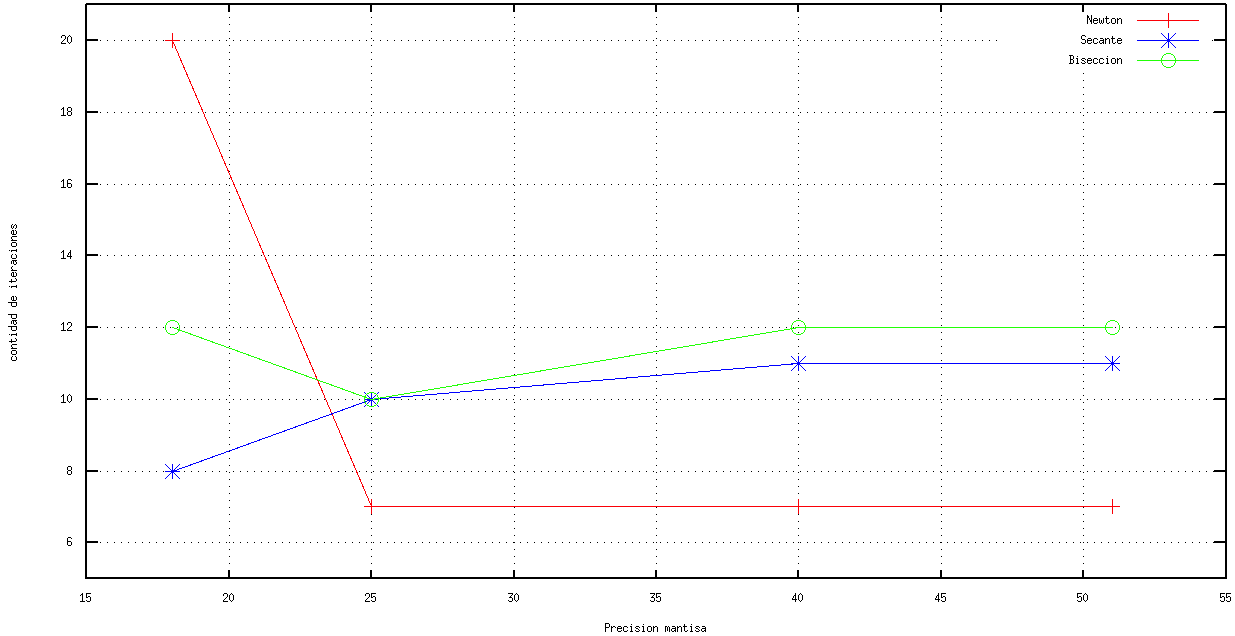 Newton
Secante
Biseccion
20
18
16
14
12
10
8
6
contidad de iteraciones
15 20 25 30 35 40 45 50 55
Precision mantisa